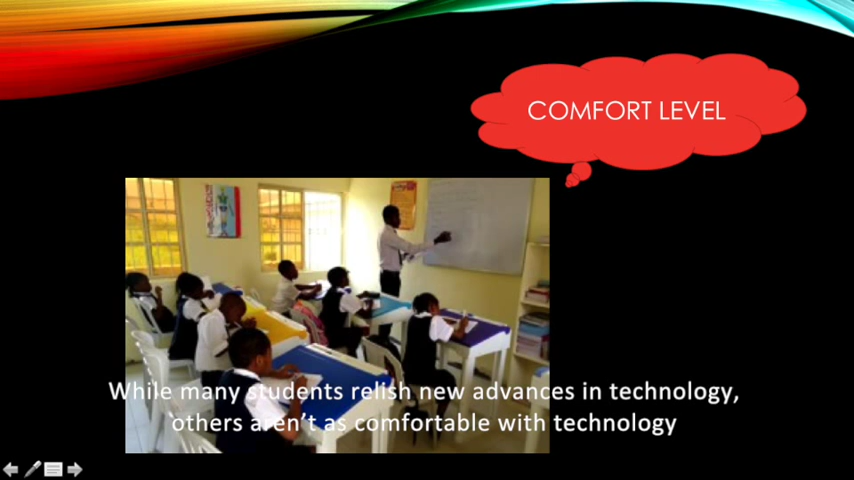 COMFORT LEVEL
While many students relish new advances in technology,
others aren't as comfortable with technology